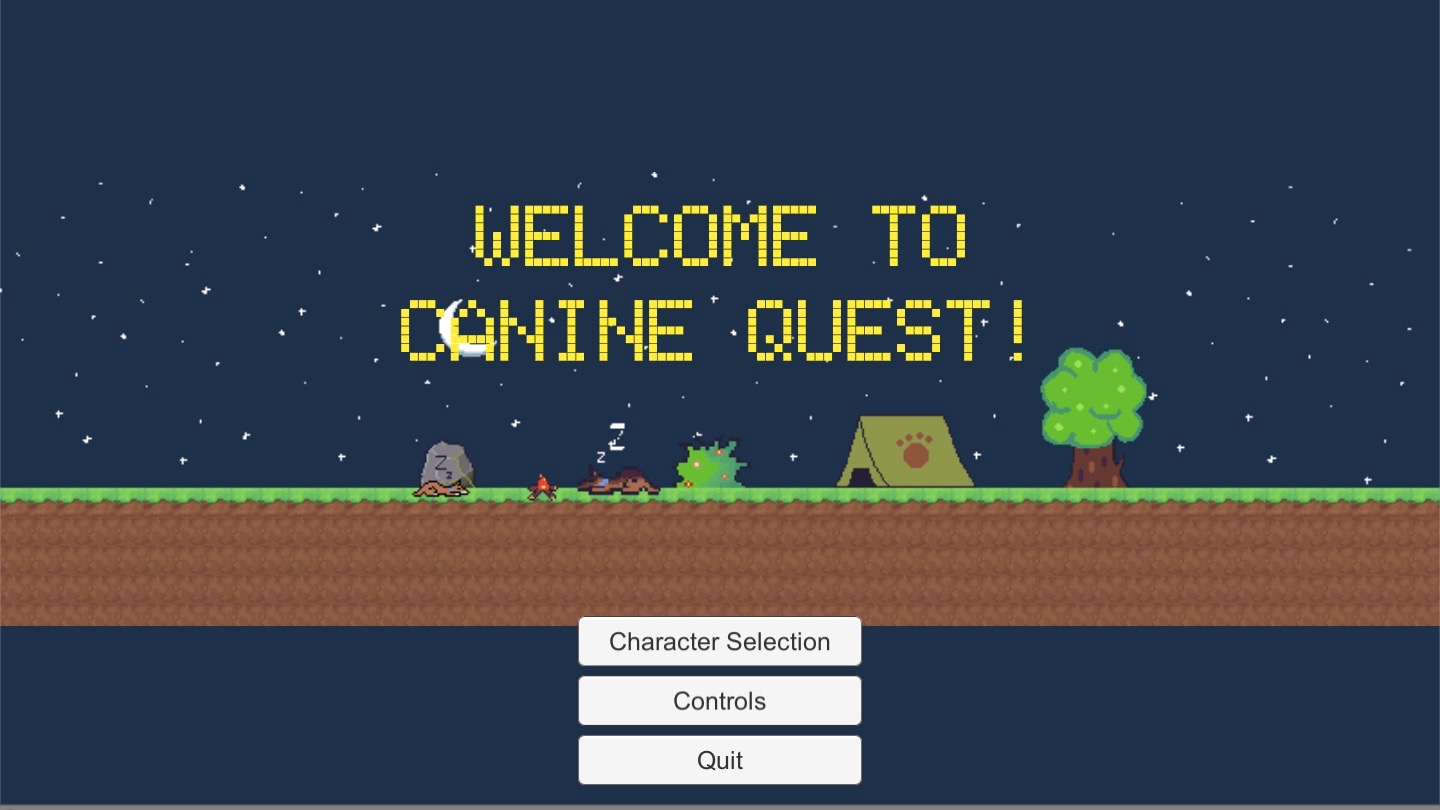 WELCOME TO
CANINE QUEST!
Z
z
Z
z
Character Selection
Controls
Quit